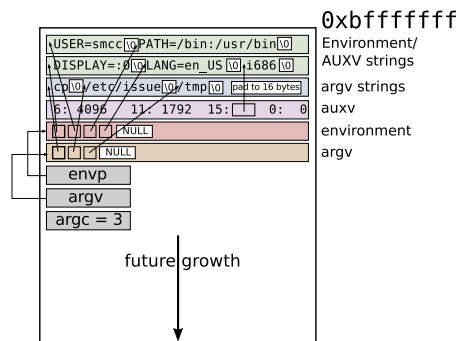 0xbfffffff
USER=smcc\0PATH=/bin:/usr/bin\0
Environment/
AUXV strings
DISPLAY=:0\0LANG=en_US\0i686\0
cp\0/etc/issue\0/tmp\0 pad to 16 bytes
argv strings
6: 4096 11: 1792 15: 0: 0
auxv
NULL
environment
NULL
argv
envp
argv
argc = 3
future growth